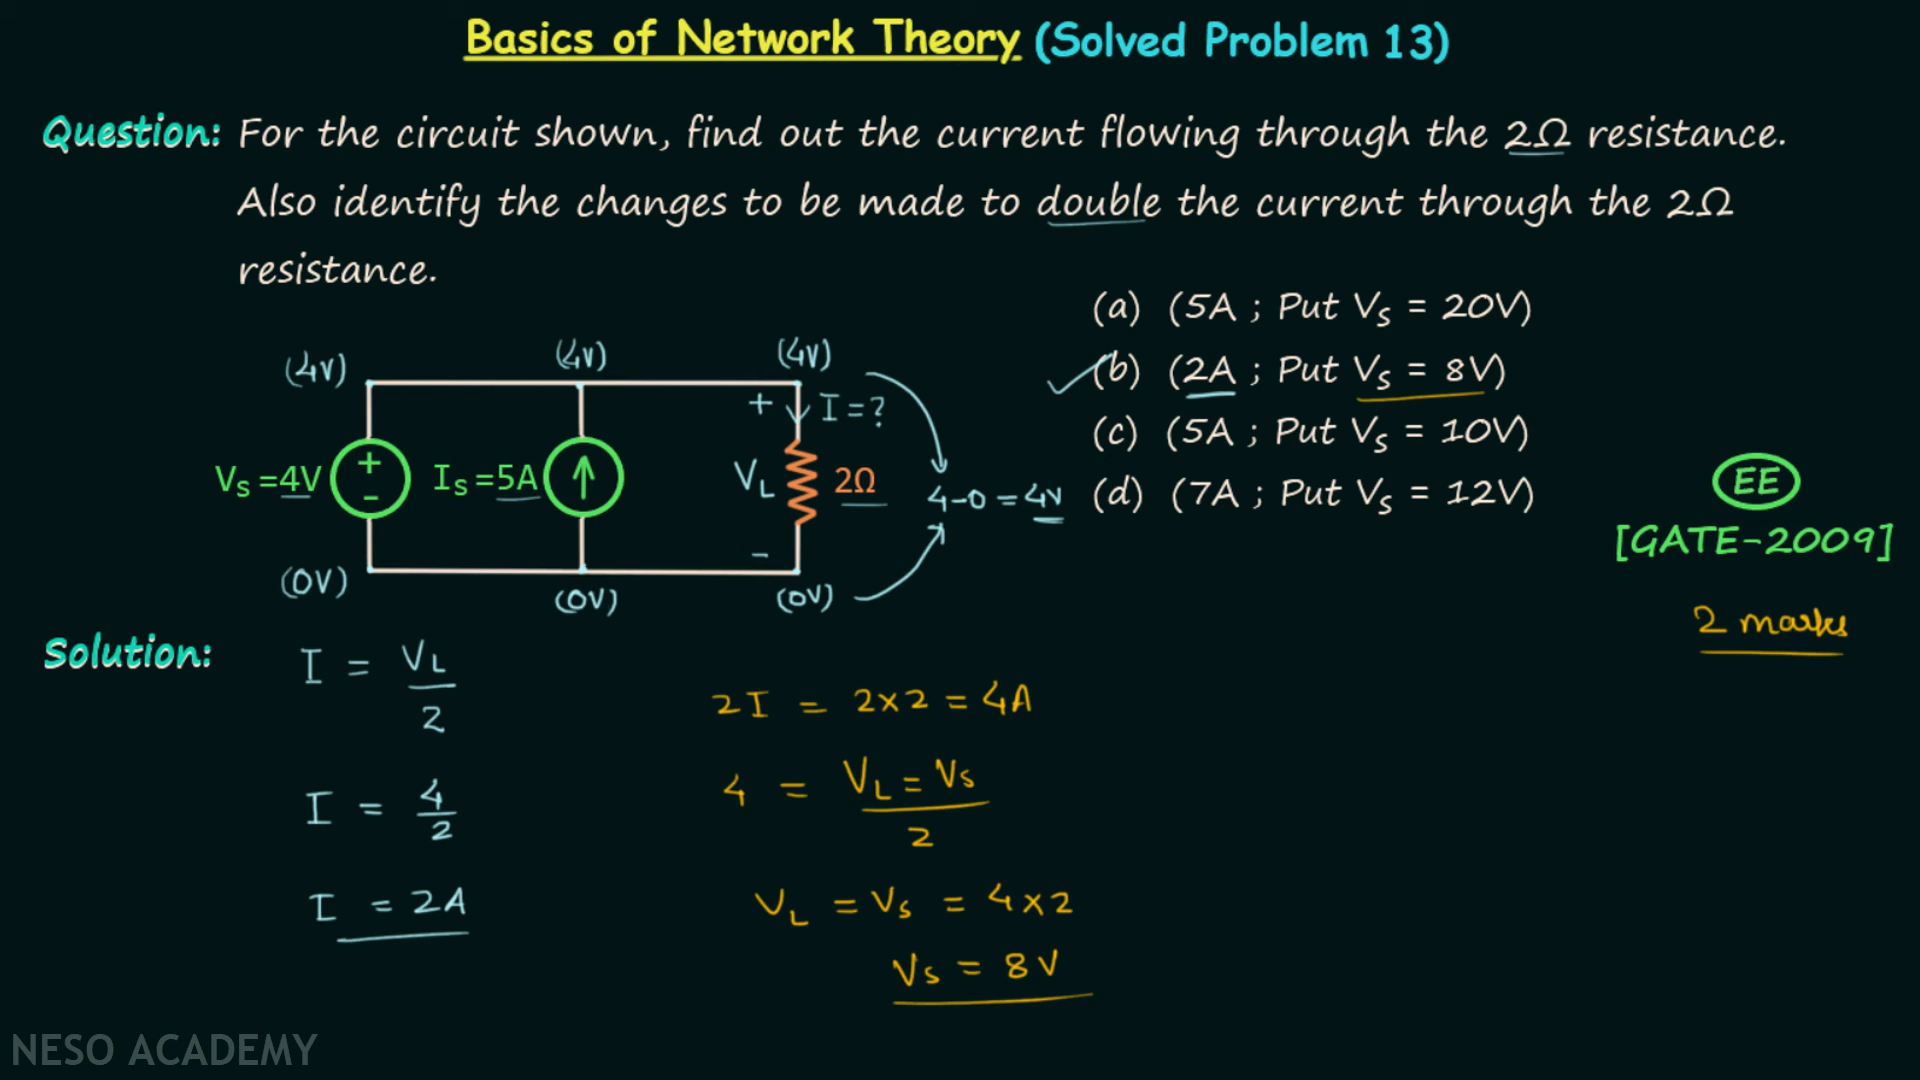 Basics of Network Theory (Solved Problem 13)
Question: For the circuit shown, find out the current flowing through the 2Ω resistance.
Also identify the changes to be made to double the current through the 2Ω
resistance.
(a) (5A ; Put Vs = 20V)
(b) (2A ; Put Vs = 8V)
(c) (5A ; Put Vs = 10V)
(d) (7A ; Put Vs = 12V)
EE
[GATE-2009]
2 marks
(4V) (4V) (4V)
+ I = ?
Vs =4V + - Is =5A VL 2Ω 4-0 = 4V
-
(0V) (0V) (0V)
Solution:
I = VL / 2
I = 4 / 2
I = 2A
2I = 2×2 = 4A
4 = VL = Vs / 2
VL = Vs = 4×2
Vs = 8V
NESO ACADEMY